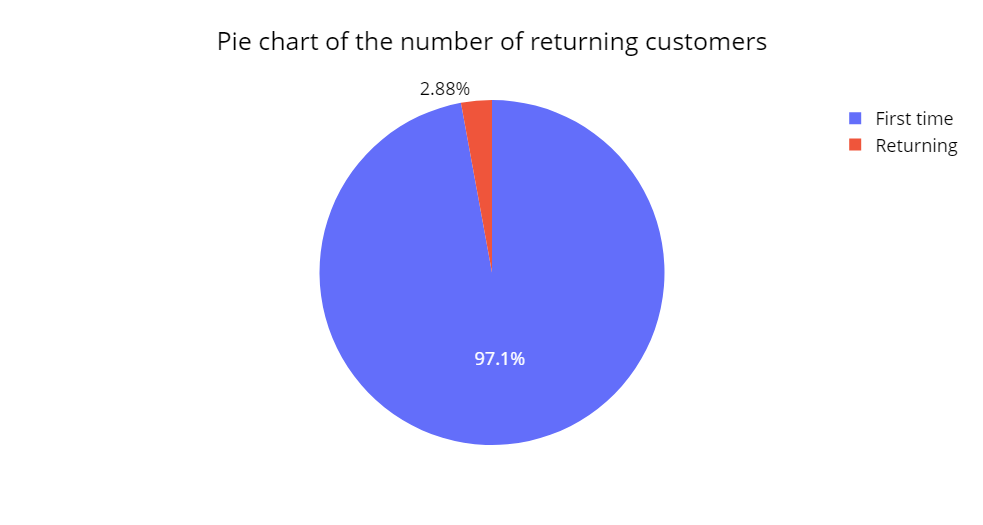 Pie chart of the number of returning customers
2.88%
First time
Returning
97.1%